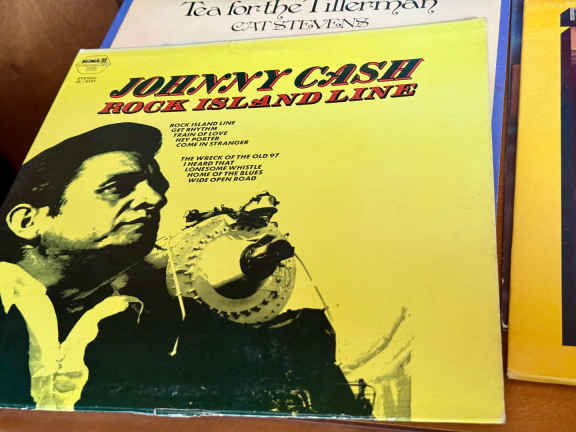 Tea for the Tillerman
CAT STEVENS
JOHNNY CASH
ROCK ISLAND LINE
ROCK ISLAND LINE
GET RHYTHM
TRAIN OF LOVE
HEY PORTER
COME IN STRANGER
THE WRECK OF THE OLD 97
I HEARD THAT
LONESOME WHISTLE
HOME OF THE BLUES
WIDE OPEN ROAD